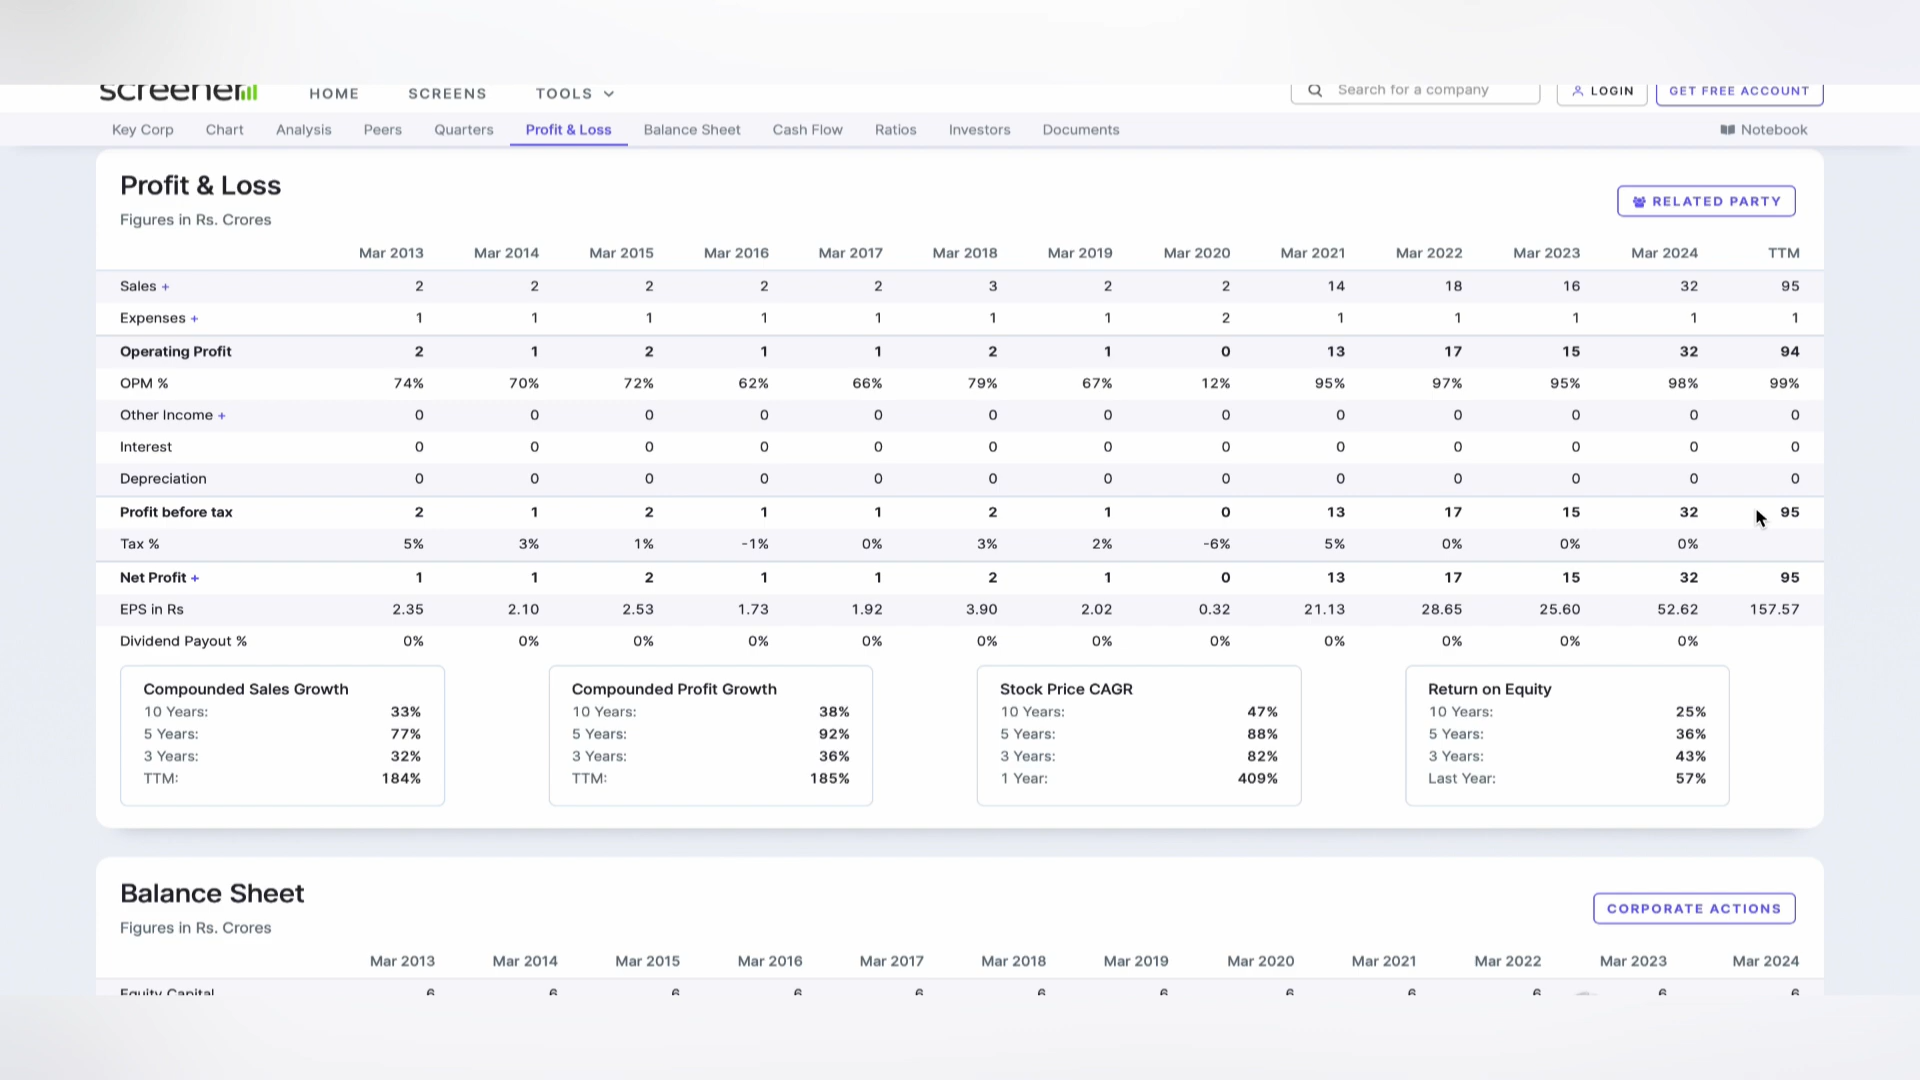 screener
HOME SCREENS TOOLS
Search for a company
LOGIN
GET FREE ACCOUNT
Key Corp Chart Analysis Peers Quarters Profit & Loss Balance Sheet Cash Flow Ratios Investors Documents Notebook
Profit & Loss
Figures in Rs. Crores
RELATED PARTY
Mar 2013 Mar 2014 Mar 2015 Mar 2016 Mar 2017 Mar 2018 Mar 2019 Mar 2020 Mar 2021 Mar 2022 Mar 2023 Mar 2024 TTM
Sales + 2 2 2 2 2 3 2 2 14 18 16 32 95
Expenses + 1 1 1 1 1 1 1 2 1 1 1 1 1
Operating Profit 2 1 2 1 1 2 1 0 13 17 15 32 94
OPM % 74% 70% 72% 62% 66% 79% 67% 12% 95% 97% 95% 98% 99%
Other Income + 0 0 0 0 0 0 0 0 0 0 0 0 0
Interest 0 0 0 0 0 0 0 0 0 0 0 0 0
Depreciation 0 0 0 0 0 0 0 0 0 0 0 0 0
Profit before tax 2 1 2 1 1 2 1 0 13 17 15 32 95
Tax % 5% 3% 1% -1% 0% 3% 2% -6% 5% 0% 0% 0%
Net Profit + 1 1 2 1 1 2 1 0 13 17 15 32 95
EPS in Rs 2.35 2.10 2.53 1.73 1.92 3.90 2.02 0.32 21.13 28.65 25.60 52.62 157.57
Dividend Payout % 0% 0% 0% 0% 0% 0% 0% 0% 0% 0% 0% 0%
Compounded Sales Growth
10 Years: 33%
5 Years: 77%
3 Years: 32%
TTM: 184%
Compounded Profit Growth
10 Years: 38%
5 Years: 92%
3 Years: 36%
TTM: 185%
Stock Price CAGR
10 Years: 47%
5 Years: 88%
3 Years: 82%
1 Year: 409%
Return on Equity
10 Years: 25%
5 Years: 36%
3 Years: 43%
Last Year: 57%
Balance Sheet
Figures in Rs. Crores
CORPORATE ACTIONS
Mar 2013 Mar 2014 Mar 2015 Mar 2016 Mar 2017 Mar 2018 Mar 2019 Mar 2020 Mar 2021 Mar 2022 Mar 2023 Mar 2024
Equity Capital 6 6 6 6 6 6 6 6 6 6 6 6